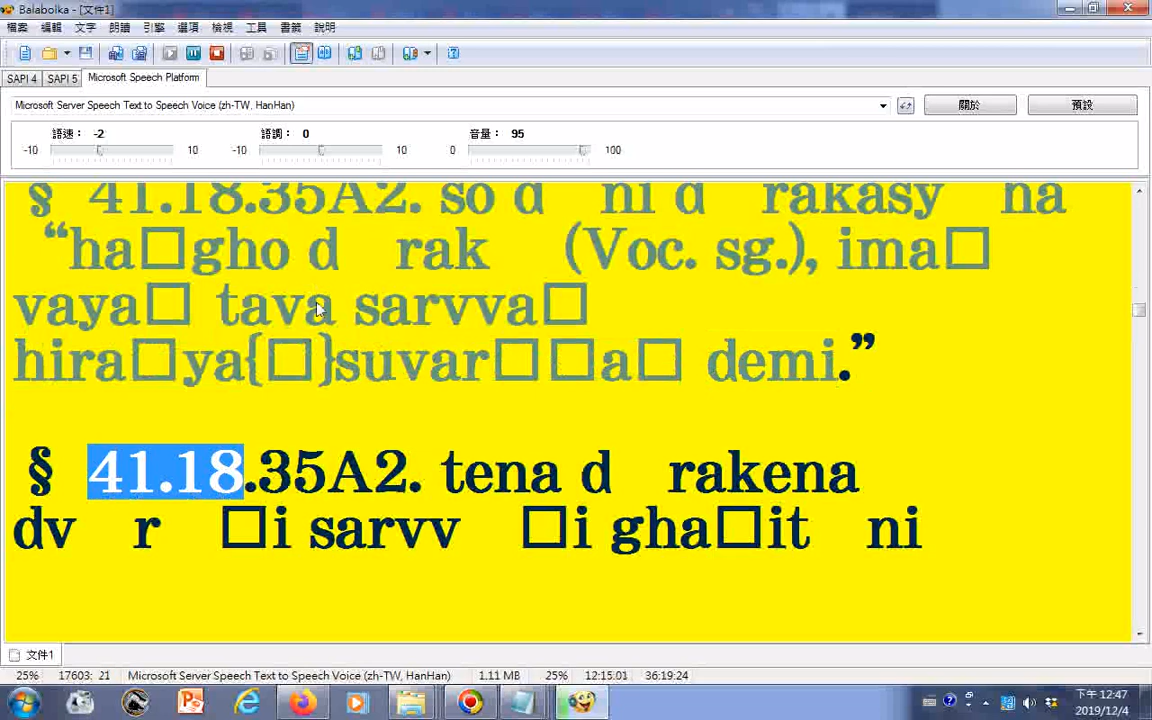 Balabolka - [文件1]
檔案 編輯 文字 朗讀 引擎 選項 檢視 工具 書籤 說明
SAPI 4 SAPI 5 Microsoft Speech Platform
Microsoft Server Speech Text to Speech Voice (zh-TW, HanHan) 關於 預設
語速： -2 語調： 0 音量： 95
-10 10 -10 10 0 100
§ 41.18.35A2. so d ni d rakasy na
“ha□gho d rak (Voc. sg.), ima□
vaya□ tava sarvva□
hira□ya{□}suvar□□a□ demi.”
§ 41.18.35A2. tena d rakena
dv r □i sarvv □i gha□it ni
文件1
25% 17603: 21 Microsoft Server Speech Text to Speech Voice (zh-TW, HanHan) 1.11 MB 25% 12:15.01 36:19:24
下午 12:47
2019/12/4